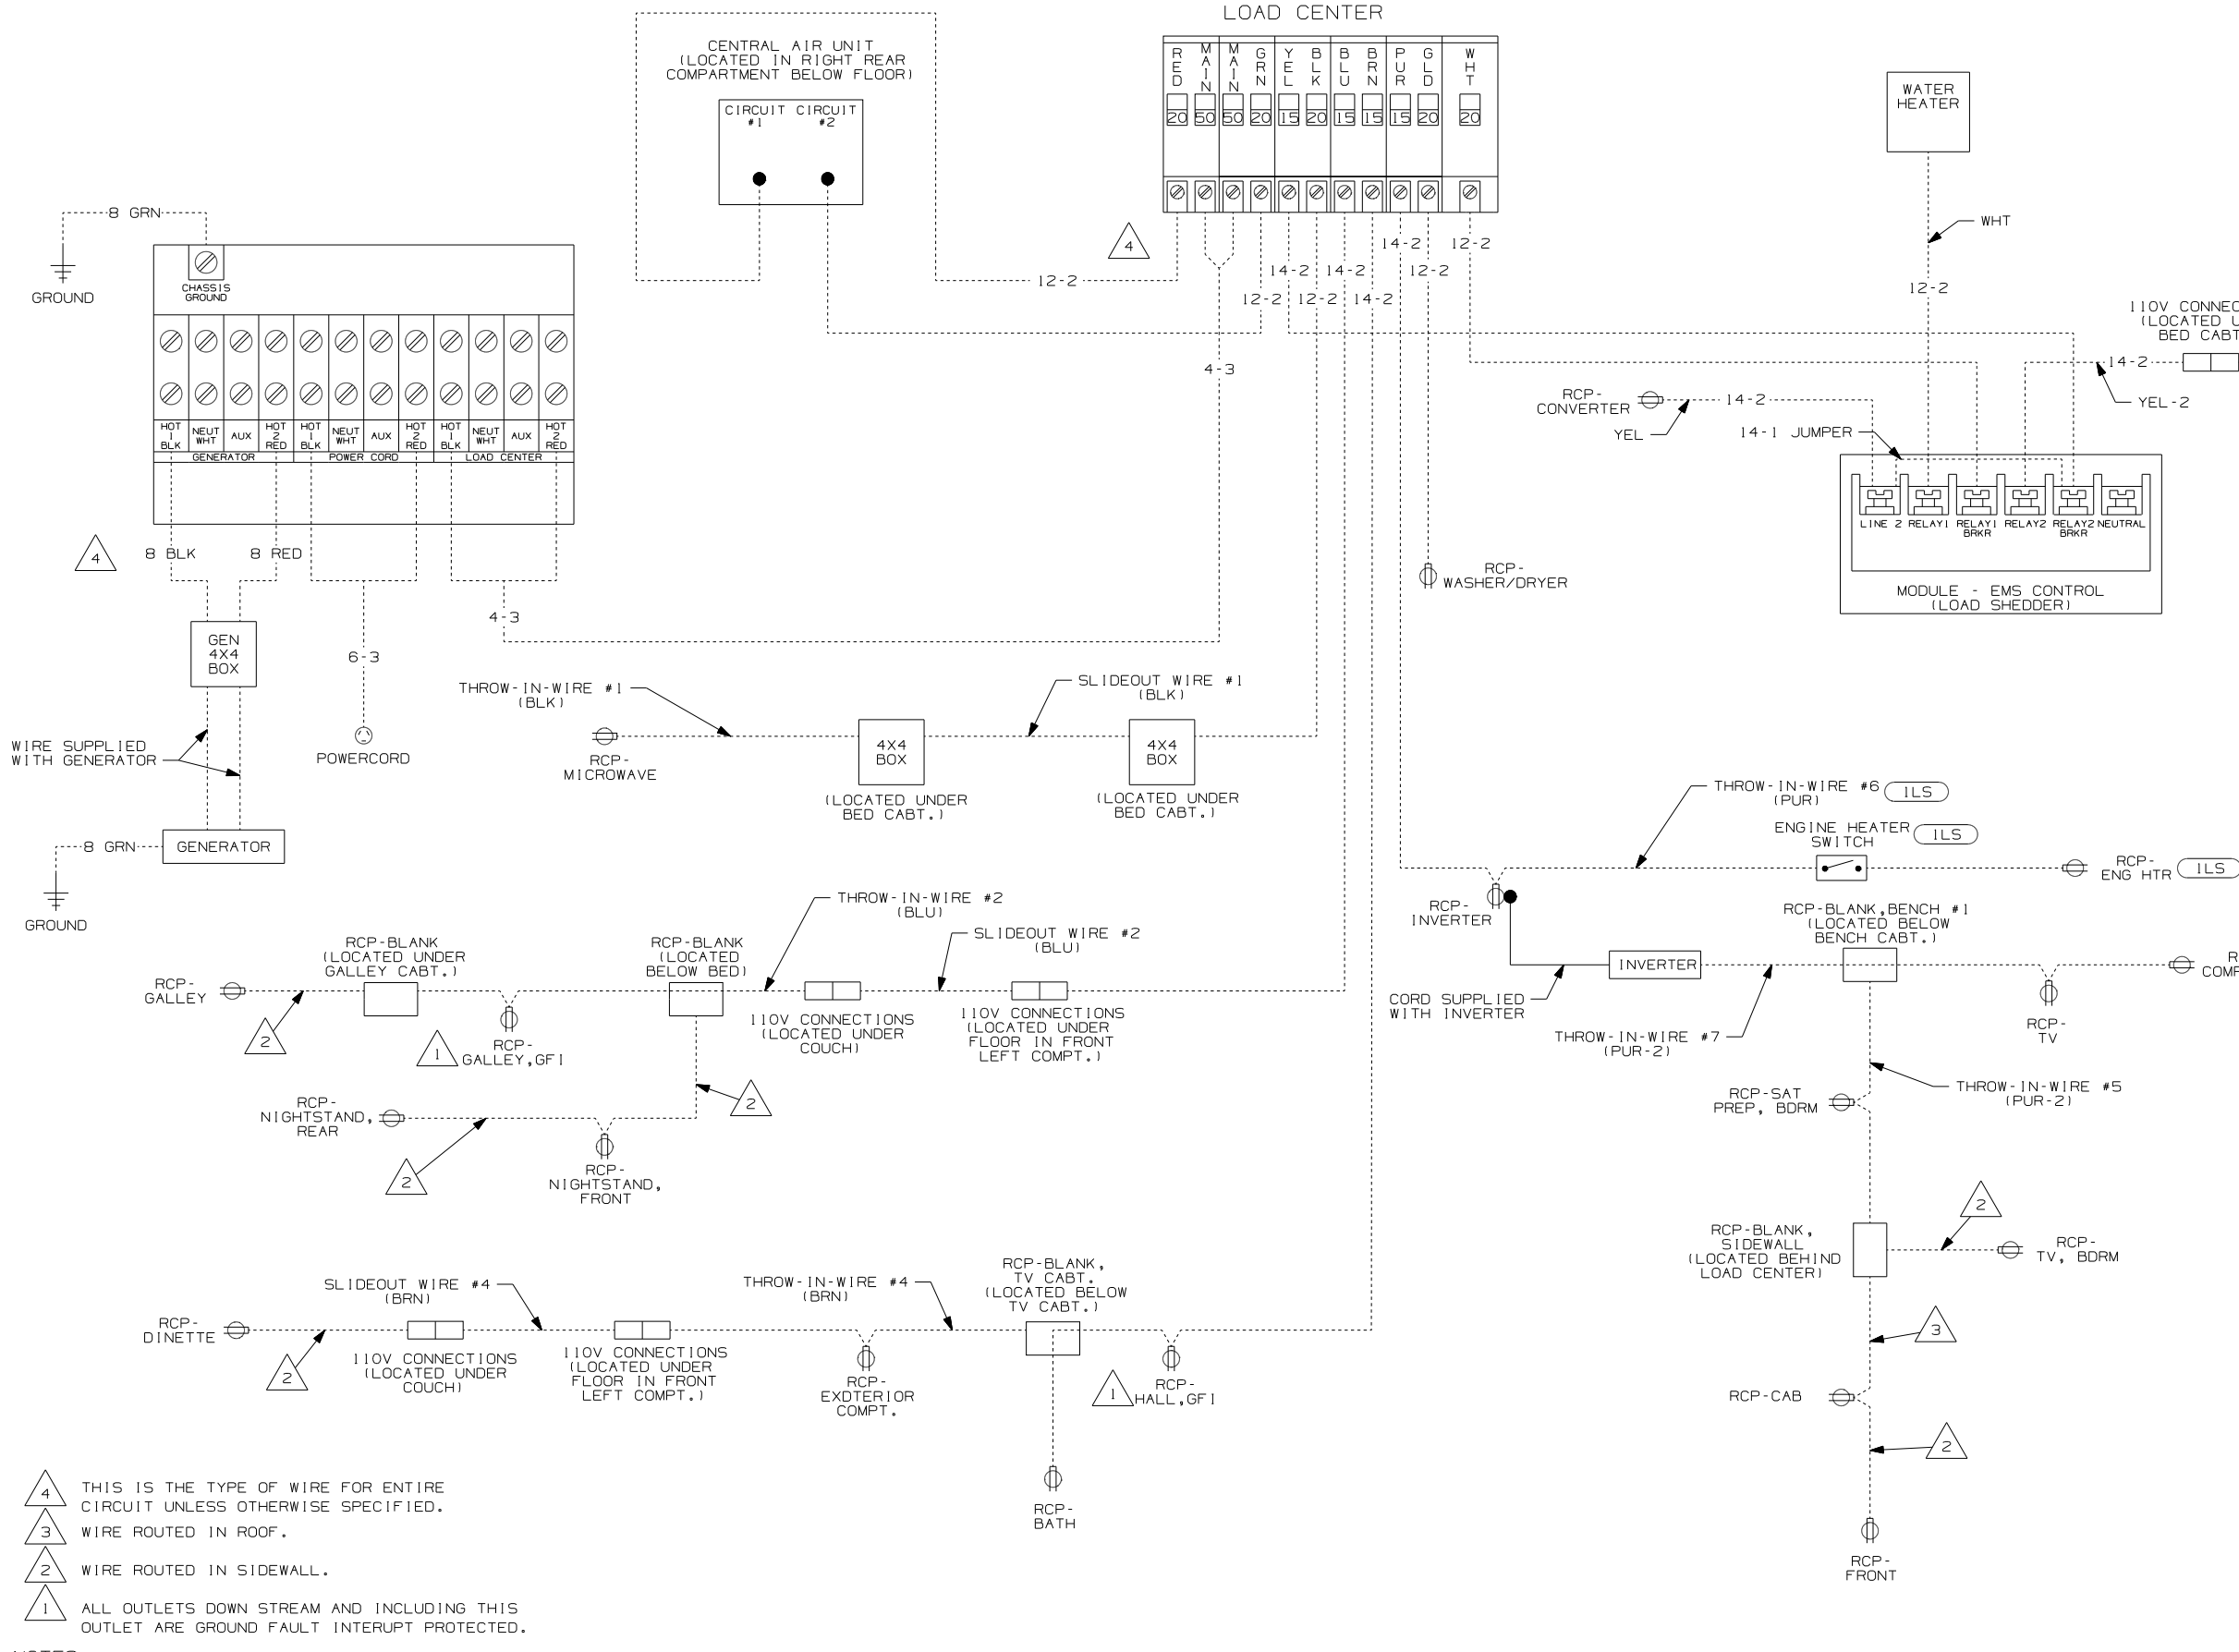 LOAD CENTER
RED
MAIN
MAIN
GRN
YEL
BLK
BLU
BRN
PUR
GLD
WHT
20
50
50
20
15
20
15
15
15
20
20
CENTRAL AIR UNIT
(LOCATED IN RIGHT REAR
COMPARTMENT BELOW FLOOR)
CIRCUIT
#1
CIRCUIT
#2
WATER
HEATER
WHT
12-2
8 GRN
GROUND
CHASSIS
GROUND
HOT
1
BLK
NEUT
WHT
AUX
HOT
2
RED
HOT
1
BLK
NEUT
WHT
AUX
HOT
2
RED
HOT
1
BLK
NEUT
WHT
AUX
HOT
2
RED
GENERATOR
POWER CORD
LOAD CENTER
4
12-2
14-2
12-2
14-2
14-2
12-2
12-2
12-2
14-2
4-3
110V CONNEC
(LOCATED U
BED CABT
14-2
YEL-2
RCP-
CONVERTER
14-2
YEL
14-1 JUMPER
LINE 2
RELAY1
RELAY1
BRKR
RELAY2
RELAY2
BRKR
NEUTRAL
MODULE - EMS CONTROL
(LOAD SHEDDER)
RCP-
WASHER/DRYER
4
8 BLK
8 RED
4-3
GEN
4X4
BOX
6-3
POWERCORD
WIRE SUPPLIED
WITH GENERATOR
8 GRN
GENERATOR
GROUND
THROW-IN-WIRE #1
(BLK)
SLIDEOUT WIRE #1
(BLK)
RCP-
MICROWAVE
4X4
BOX
(LOCATED UNDER
BED CABT.)
4X4
BOX
(LOCATED UNDER
BED CABT.)
THROW-IN-WIRE #6
(PUR)
1LS
ENGINE HEATER
SWITCH
1LS
RCP-
ENG HTR
1LS
RCP-
INVERTER
RCP-BLANK,BENCH #1
(LOCATED BELOW
BENCH CABT.)
INVERTER
R
COMP
CORD SUPPLIED
WITH INVERTER
THROW-IN-WIRE #7
(PUR-2)
RCP-
TV
THROW-IN-WIRE #2
(BLU)
SLIDEOUT WIRE #2
(BLU)
RCP-BLANK
(LOCATED UNDER
GALLEY CABT.)
RCP-BLANK
(LOCATED
BELOW BED)
RCP-
GALLEY
2
1
RCP-
GALLEY,GFI
110V CONNECTIONS
(LOCATED UNDER
COUCH)
110V CONNECTIONS
(LOCATED UNDER
FLOOR IN FRONT
LEFT COMPT.)
RCP-
NIGHTSTAND,
REAR
2
2
RCP-
NIGHTSTAND,
FRONT
RCP-SAT
PREP, BDRM
THROW-IN-WIRE #5
(PUR-2)
RCP-BLANK,
SIDEWALL
(LOCATED BEHIND
LOAD CENTER)
2
RCP-
TV, BDRM
3
RCP-CAB
2
RCP-
FRONT
SLIDEOUT WIRE #4
(BRN)
THROW-IN-WIRE #4
(BRN)
RCP-BLANK,
TV CABT.
(LOCATED BELOW
TV CABT.)
RCP-
DINETTE
2
110V CONNECTIONS
(LOCATED UNDER
COUCH)
110V CONNECTIONS
(LOCATED UNDER
FLOOR IN FRONT
LEFT COMPT.)
RCP-
EXDTERIOR
COMPT.
1
RCP-
HALL,GFI
RCP-
BATH
4
THIS IS THE TYPE OF WIRE FOR ENTIRE
CIRCUIT UNLESS OTHERWISE SPECIFIED.
3
WIRE ROUTED IN ROOF.
2
WIRE ROUTED IN SIDEWALL.
1
ALL OUTLETS DOWN STREAM AND INCLUDING THIS
OUTLET ARE GROUND FAULT INTERUPT PROTECTED.